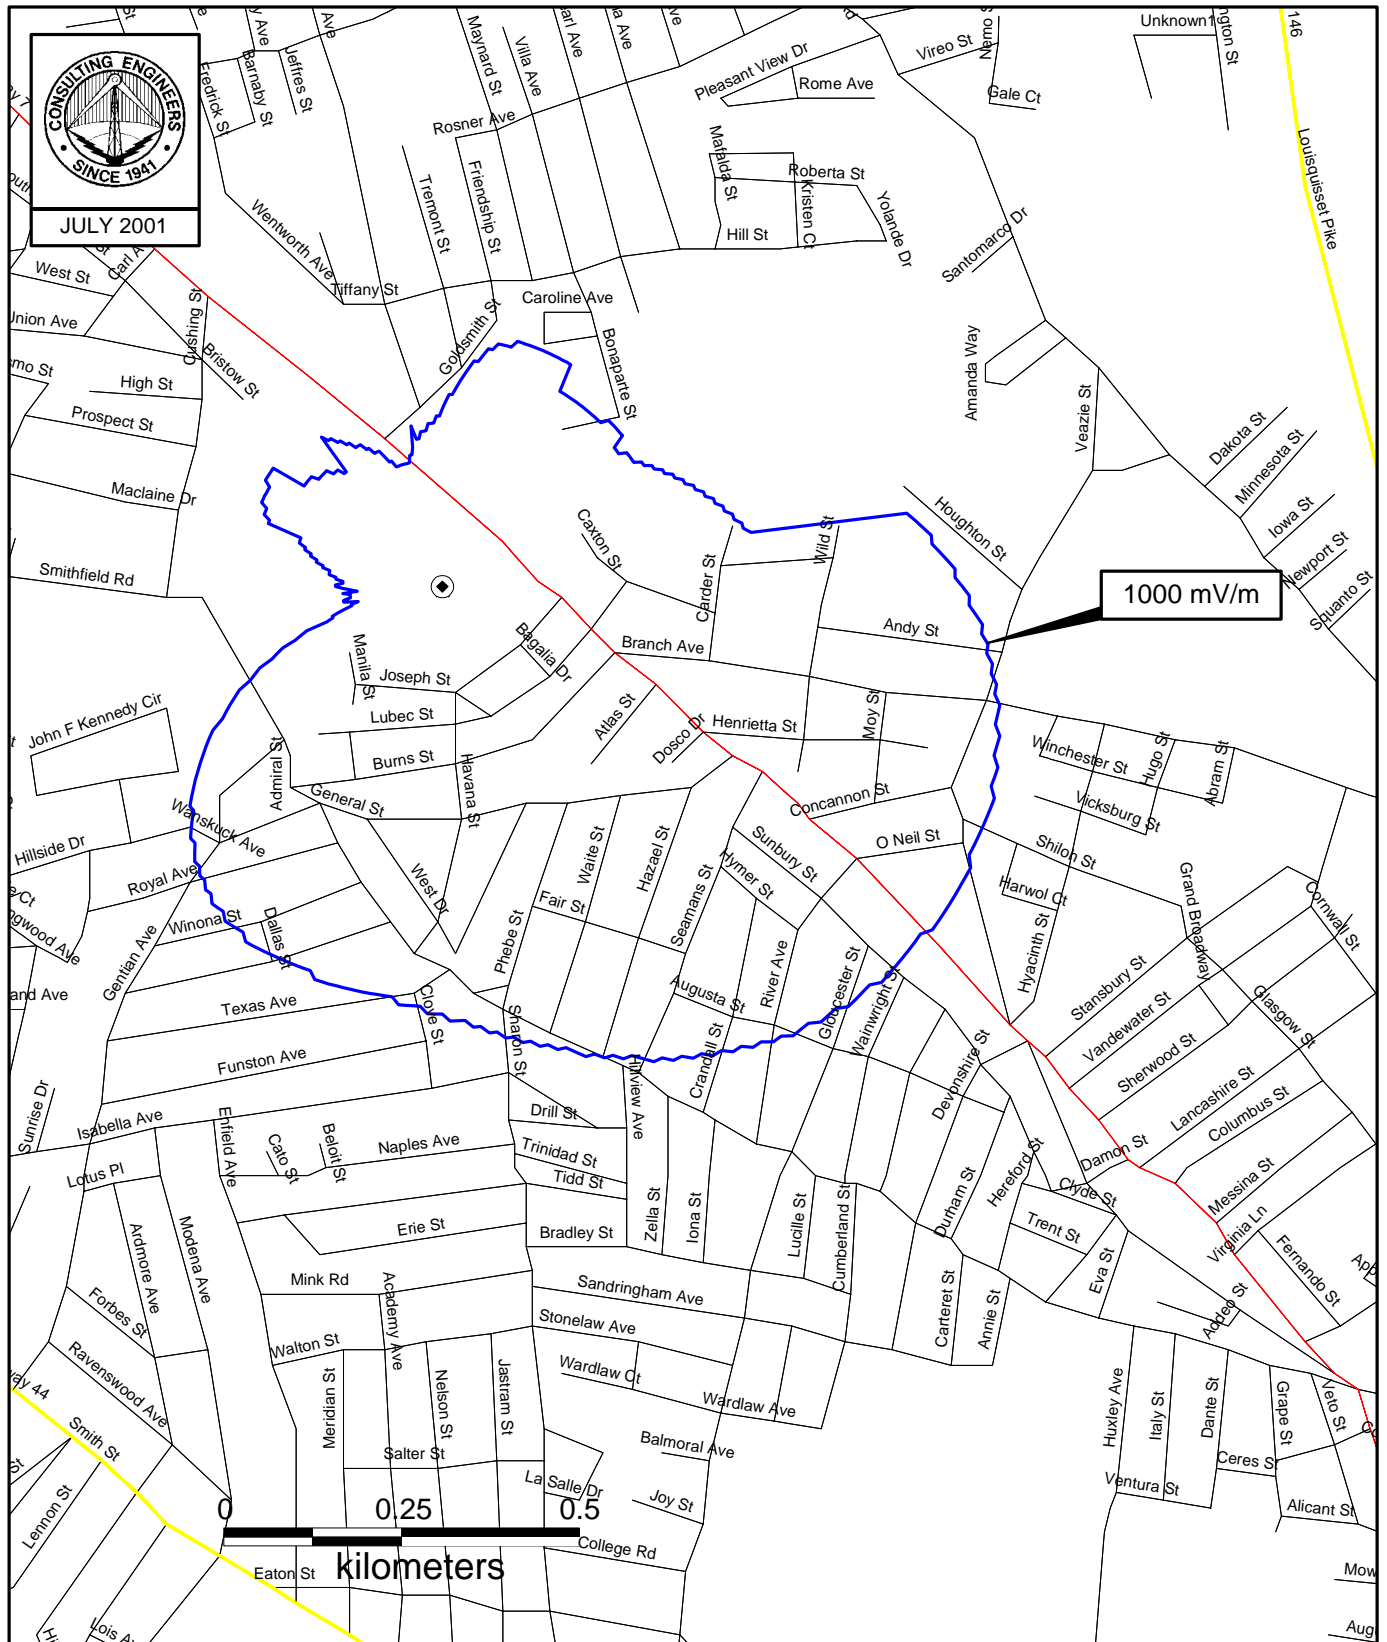 CONSULTING ENGINEERS
SINCE 1941
JULY 2001
Fredrick St
Barnaby St
Jeffres St
Ave
Maynard St
Villa Ave
Vireo St
Nemo
Unknown1
146
Pleasant View Dr
Rome Ave
Gale Ct
Louisquisset Pike
Rosner Ave
Friendship St
Tremont St
Mafalda St
Roberta St
Kristen Ct
Yolande Dr
Hill St
Santomarco Dr
Wentworth Ave
Tiffany St
West St
Cushing St
Bristow St
High St
Prospect St
Maclaine Dr
Smithfield Rd
Goldsmith St
Caroline Ave
Bonaparte St
Amanda Way
Veazie St
Dakota St
Minnesota St
Iowa St
Newport St
Squanto St
Houghton St
Caxton St
Carder St
Wild St
1000 mV/m
Andy St
Branch Ave
Bagalia Dr
Manila St
Joseph St
Lubec St
Burns St
Havana St
Atlas St
Dosco Dr
Henrietta St
Moy St
John F Kennedy Cir
Admiral St
General St
Concannon St
O Neil St
Winchester St
Hugo St
Abram St
Vicksburg St
Shilon St
Harwol Ct
Hyacinth St
Grand Broadway
Cornwall St
Hillside Dr
Wanskuck Ave
Royal Ave
Winona St
Dallas St
Gentian Ave
Texas Ave
Funston Ave
Clove St
West Dr
Phebe St
Fair St
Waite St
Hazael St
Seamans St
Sunbury St
Hymer St
River Ave
Augusta St
Gloucester St
Wainwright St
Crandall St
Sharon St
Hillview Ave
Devonshire St
Stansbury St
Vandewater St
Sherwood St
Glasgow St
Lancashire St
Columbus St
Messina St
Virginia Ln
Fernando St
Damon St
Clyde St
Hereford St
Trent St
Durham St
Eva St
Addeo St
Sunrise Dr
Isabella Ave
Lotus Pl
Enfield Ave
Cato St
Beloit St
Naples Ave
Drill St
Trinidad St
Tidd St
Bradley St
Zella St
Iona St
Lucille St
Cumberland St
Erie St
Modena Ave
Ardmore Ave
Forbes St
Ravenswood Ave
Mink Rd
Academy Ave
Sandringham Ave
Stonelaw Ave
Wardlaw Ct
Wardlaw Ave
Carteret St
Annie St
Walton St
Meridian St
Nelson St
Jastram St
Salter St
Balmoral Ave
Joy St
La Salle Dr
College Rd
Huxley Ave
Italy St
Dante St
Grape St
Veto St
Ceres St
Ventura St
Alicant St
Smith St
Lennon St
Eaton St
0 0.25 0.5
kilometers